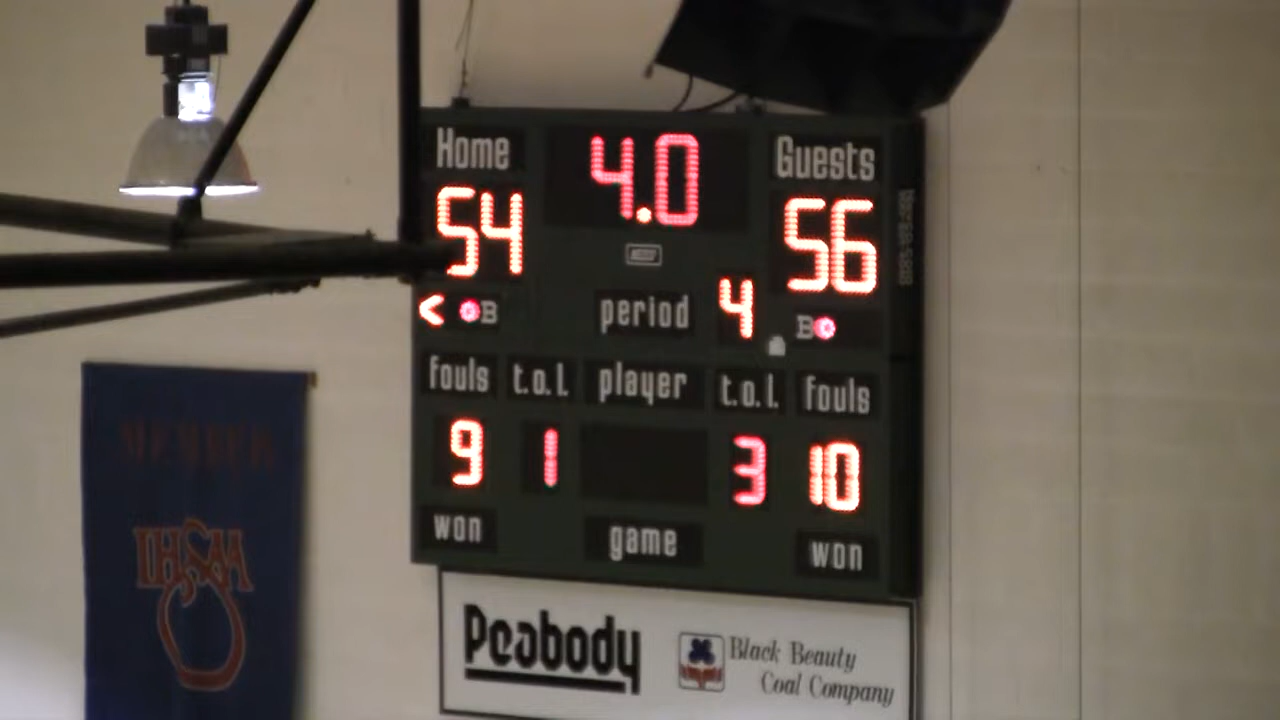 Home 4.0 Guests
54 56
< B period 4 B
fouls t.o.l. player t.o.l. fouls
9 1 3 10
won game won
MEMBER
IHSAA
Peabody
Black Beauty
Coal Company